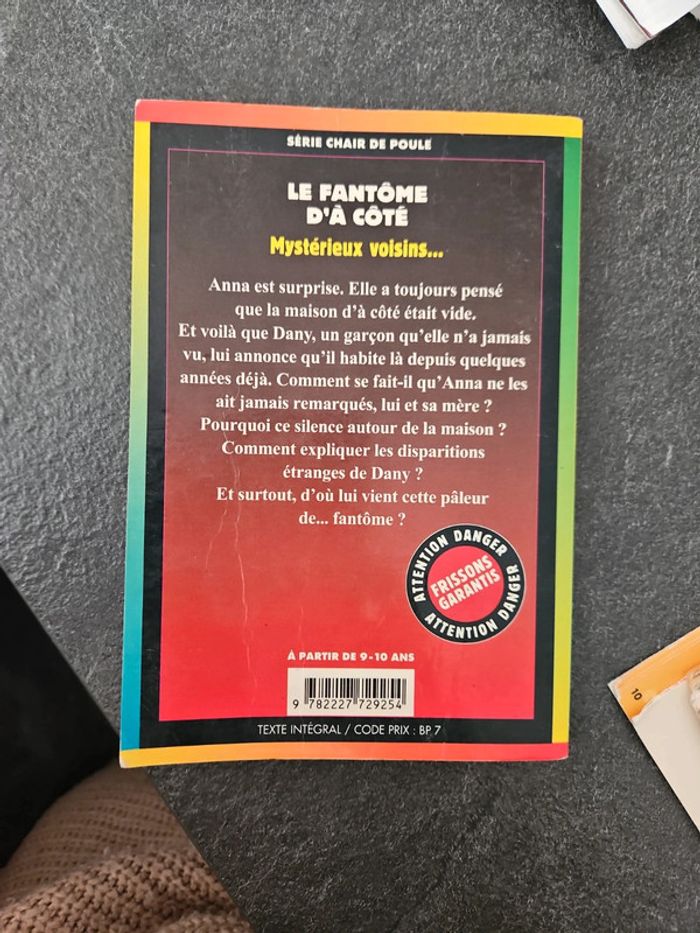 SÉRIE CHAIR DE POULE
LE FANTÔME
D'À CÔTÉ
Mystérieux voisins...
Anna est surprise. Elle a toujours pensé
que la maison d'à côté était vide.
Et voilà que Dany, un garçon qu'elle n'a jamais
vu, lui annonce qu'il habite là depuis quelques
années déjà. Comment se fait-il qu'Anna ne les
ait jamais remarqués, lui et sa mère ?
Pourquoi ce silence autour de la maison ?
Comment expliquer les disparitions
étranges de Dany ?
Et surtout, d'où lui vient cette pâleur
de... fantôme ?
ATTENTION DANGER
FRISSONS
GARANTIS
ATTENTION DANGER
À PARTIR DE 9-10 ANS
9 782227 729254
TEXTE INTÉGRAL / CODE PRIX : BP 7
10